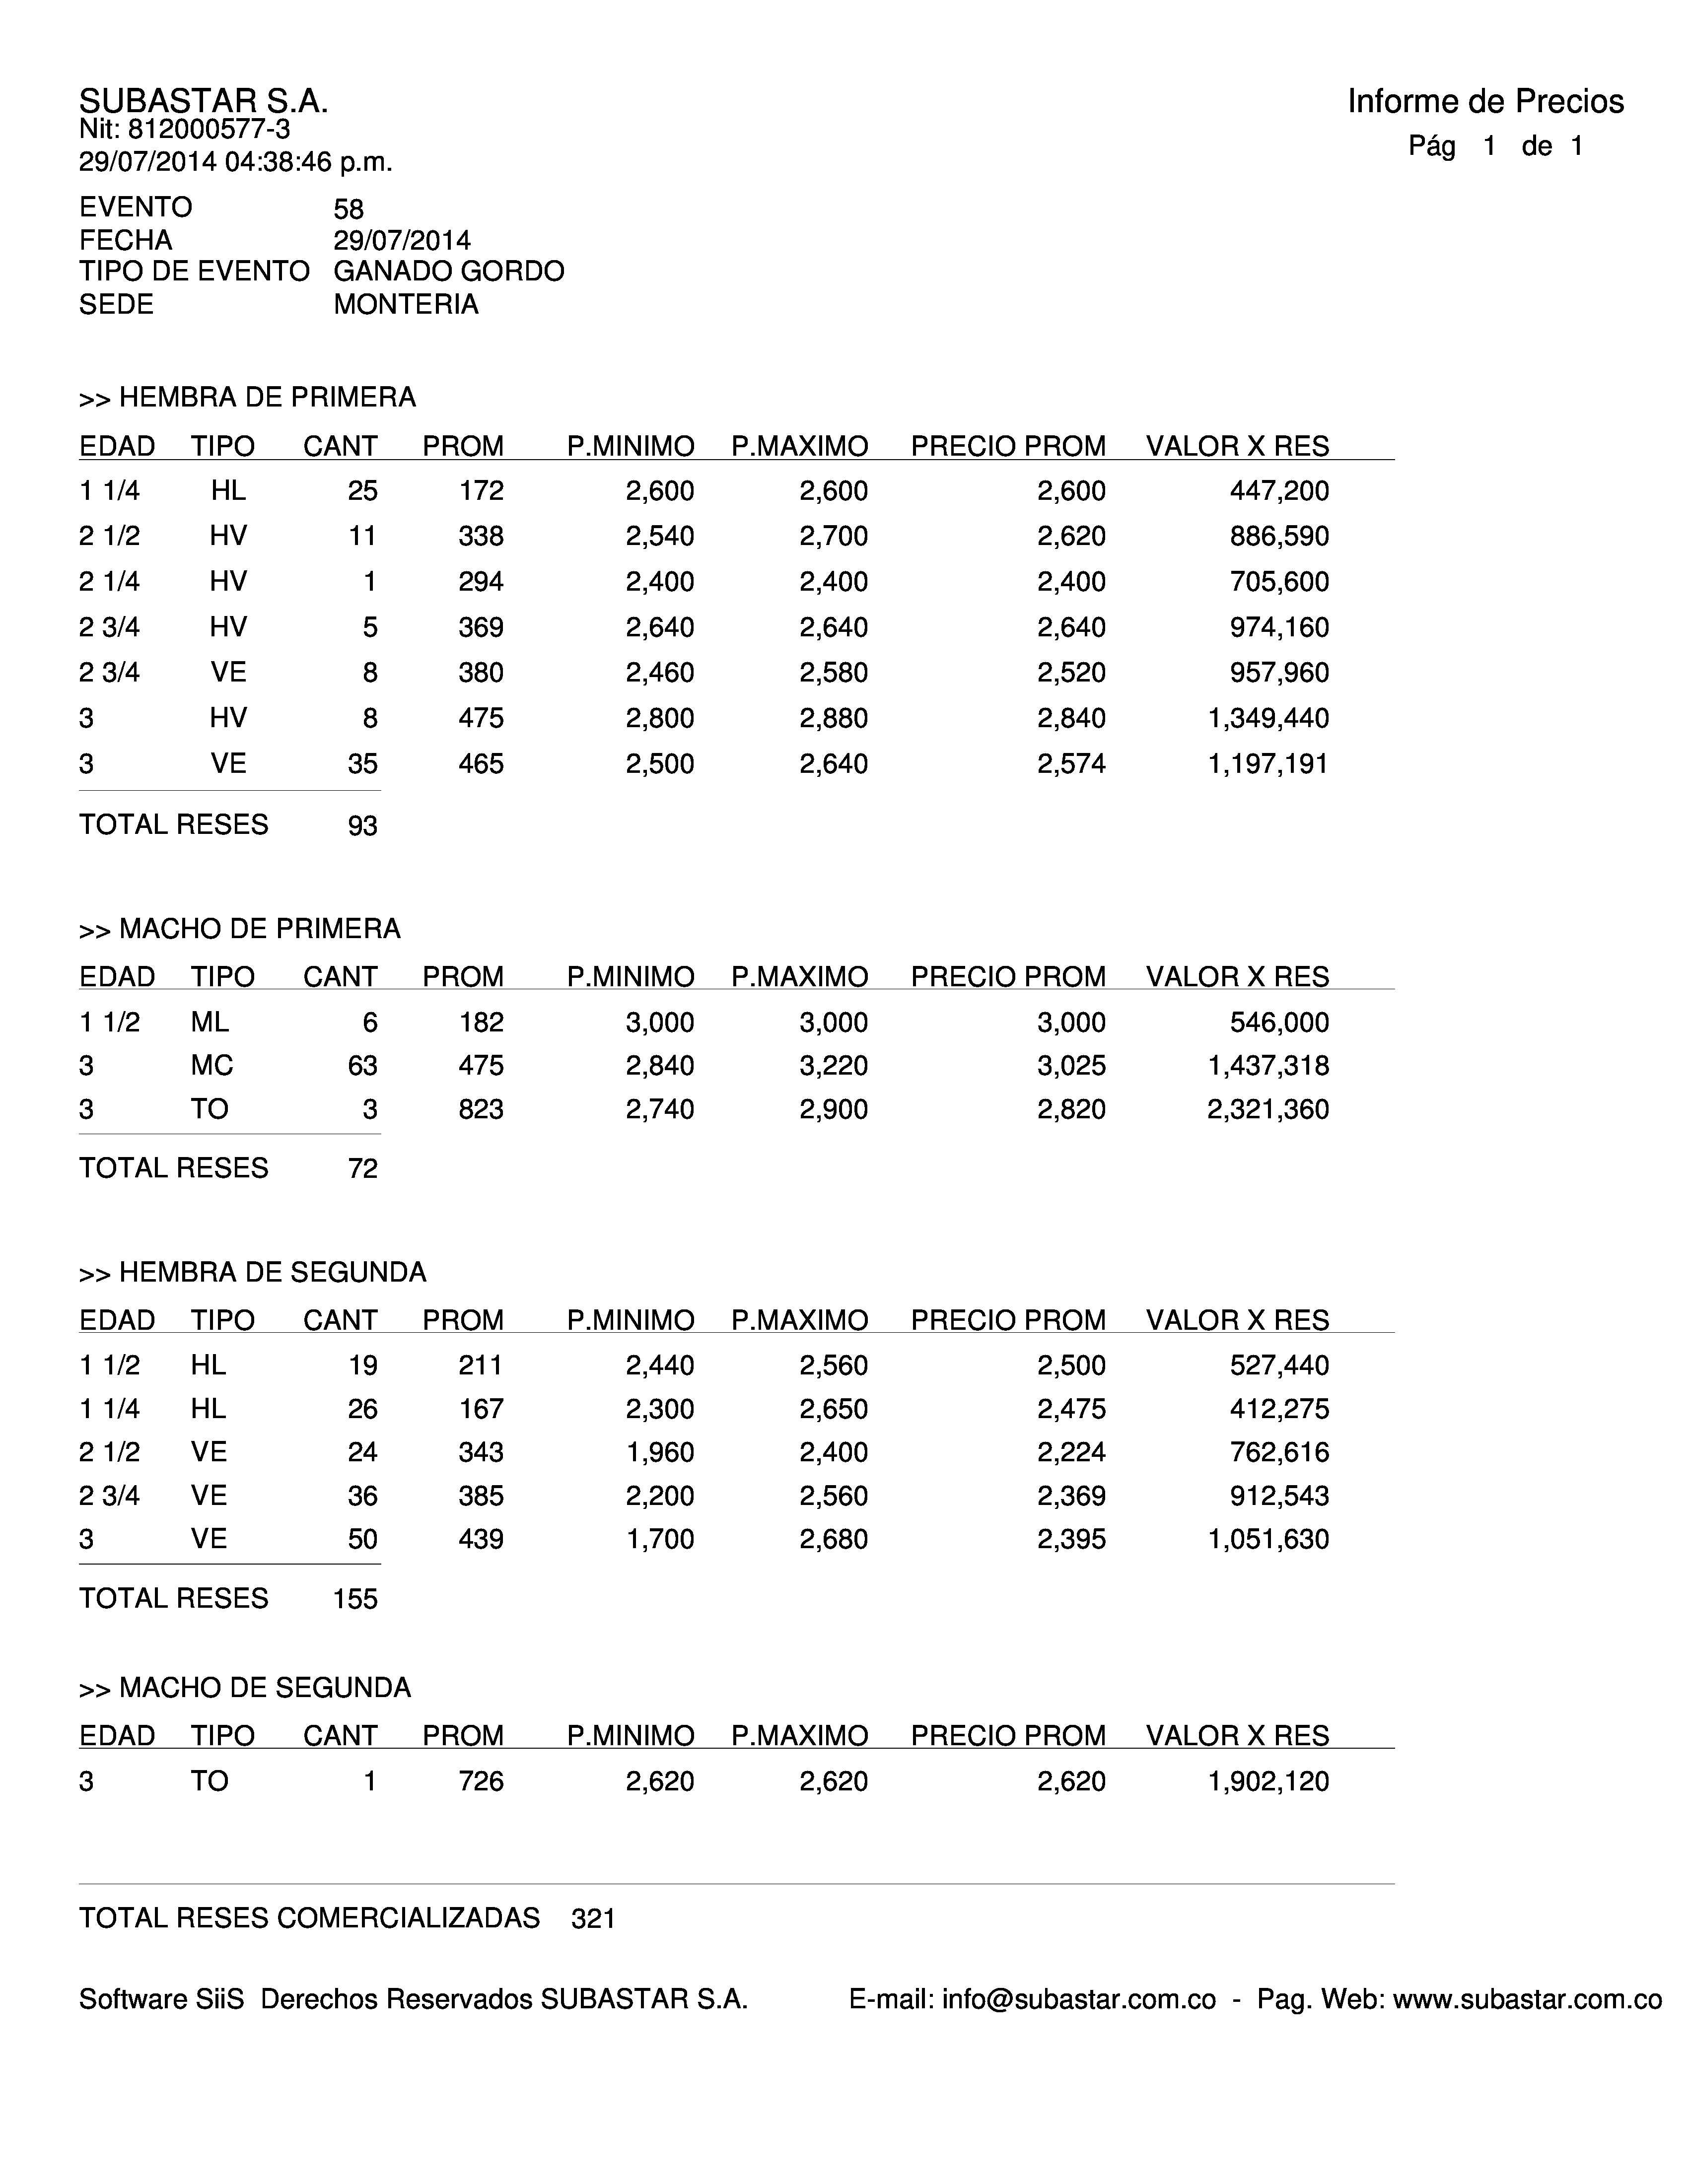 SUBASTAR S.A.
Informe de Precios
Nit: 812000577-3
Pág 1 de 1
29/07/2014 04:38:46 p.m.
EVENTO 58
FECHA 29/07/2014
TIPO DE EVENTO GANADO GORDO
SEDE MONTERIA
>> HEMBRA DE PRIMERA
EDAD TIPO CANT PROM P.MINIMO P.MAXIMO PRECIO PROM VALOR X RES
1 1/4 HL 25 172 2,600 2,600 2,600 447,200
2 1/2 HV 11 338 2,540 2,700 2,620 886,590
2 1/4 HV 1 294 2,400 2,400 2,400 705,600
2 3/4 HV 5 369 2,640 2,640 2,640 974,160
2 3/4 VE 8 380 2,460 2,580 2,520 957,960
3 HV 8 475 2,800 2,880 2,840 1,349,440
3 VE 35 465 2,500 2,640 2,574 1,197,191
TOTAL RESES 93
>> MACHO DE PRIMERA
EDAD TIPO CANT PROM P.MINIMO P.MAXIMO PRECIO PROM VALOR X RES
1 1/2 ML 6 182 3,000 3,000 3,000 546,000
3 MC 63 475 2,840 3,220 3,025 1,437,318
3 TO 3 823 2,740 2,900 2,820 2,321,360
TOTAL RESES 72
>> HEMBRA DE SEGUNDA
EDAD TIPO CANT PROM P.MINIMO P.MAXIMO PRECIO PROM VALOR X RES
1 1/2 HL 19 211 2,440 2,560 2,500 527,440
1 1/4 HL 26 167 2,300 2,650 2,475 412,275
2 1/2 VE 24 343 1,960 2,400 2,224 762,616
2 3/4 VE 36 385 2,200 2,560 2,369 912,543
3 VE 50 439 1,700 2,680 2,395 1,051,630
TOTAL RESES 155
>> MACHO DE SEGUNDA
EDAD TIPO CANT PROM P.MINIMO P.MAXIMO PRECIO PROM VALOR X RES
3 TO 1 726 2,620 2,620 2,620 1,902,120
TOTAL RESES COMERCIALIZADAS 321
Software SiiS Derechos Reservados SUBASTAR S.A. E-mail: info@subastar.com.co - Pag. Web: www.subastar.com.co